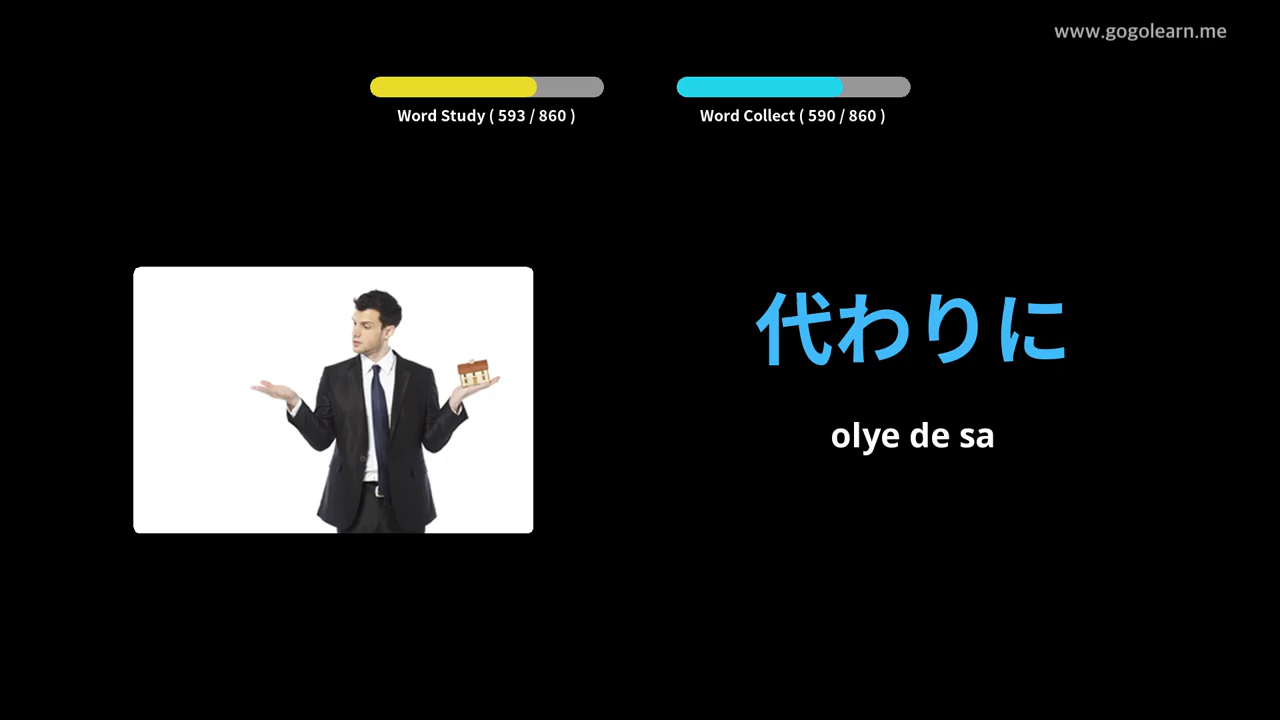 www.gogolearn.me
Word Study ( 593 / 860 )
Word Collect ( 590 / 860 )
代わりに
olye de sa